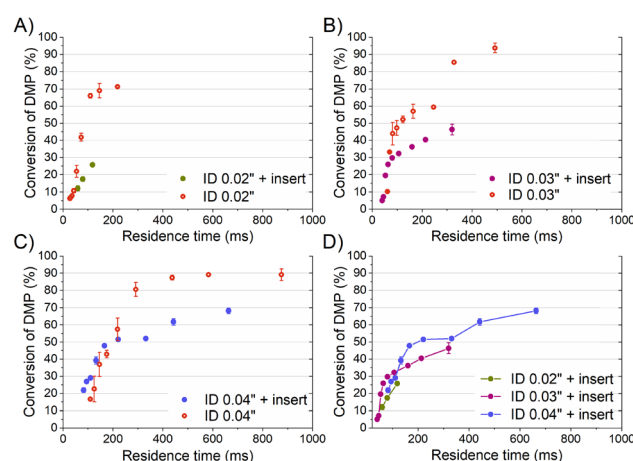 A)
Conversion of DMP (%)
100
90
80
70
60
50
40
30
20
10
0
0 200 400 600 800 1000
Residence time (ms)
ID 0.02" + insert
ID 0.02"
B)
Conversion of DMP (%)
100
90
80
70
60
50
40
30
20
10
0
0 200 400 600 800 1000
Residence time (ms)
ID 0.03" + insert
ID 0.03"
C)
Conversion of DMP (%)
100
90
80
70
60
50
40
30
20
10
0
0 200 400 600 800 1000
Residence time (ms)
ID 0.04" + insert
ID 0.04"
D)
Conversion of DMP (%)
100
90
80
70
60
50
40
30
20
10
0
0 200 400 600 800 1000
Residence time (ms)
ID 0.02" + insert
ID 0.03" + insert
ID 0.04" + insert